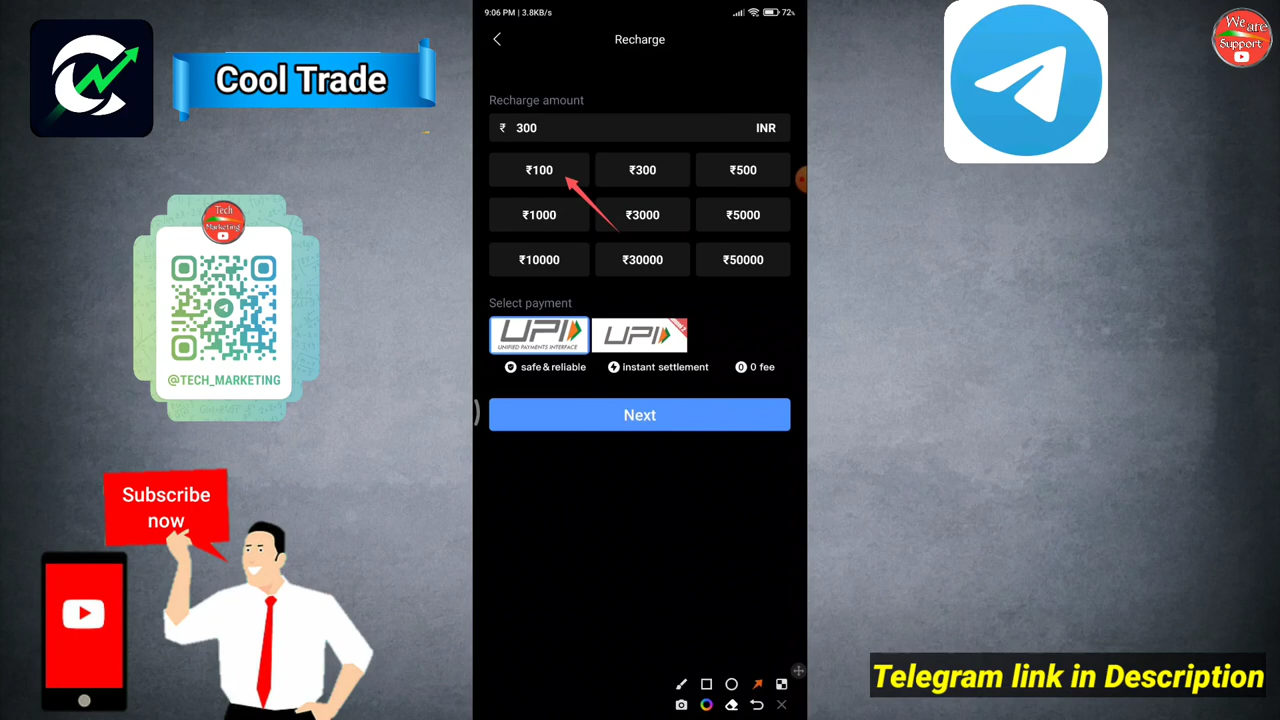 9:06 PM | 3.8KB/s
72%
Recharge
Cool Trade
We are
Support
Recharge amount
₹ 300 INR
₹100 ₹300 ₹500
₹1000 ₹3000 ₹5000
₹10000 ₹30000 ₹50000
Tech
Marketing
@TECH_MARKETING
Select payment
UPI
UNIFIED PAYMENTS INTERFACE
UPI
safe & reliable instant settlement 0 fee
Next
Subscribe
now
Telegram link in Description